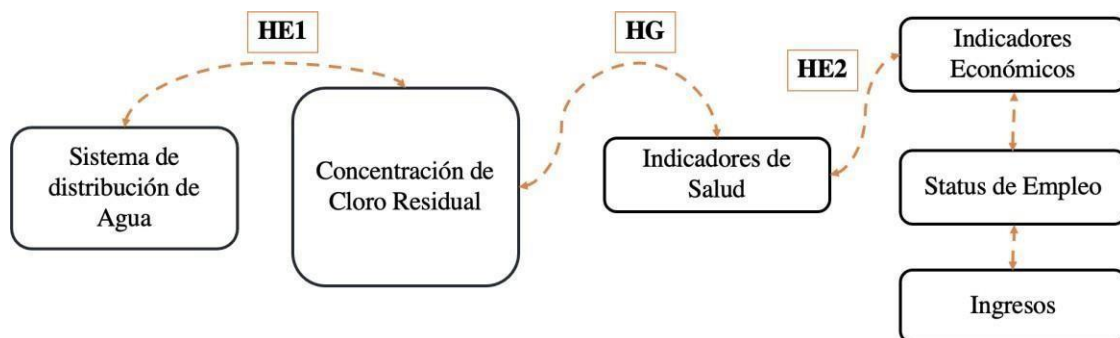 HE1
HG
HE2
Indicadores
Económicos
Sistema de
distribución de
Agua
Concentración de
Cloro Residual
Indicadores de
Salud
Status de Empleo
Ingresos